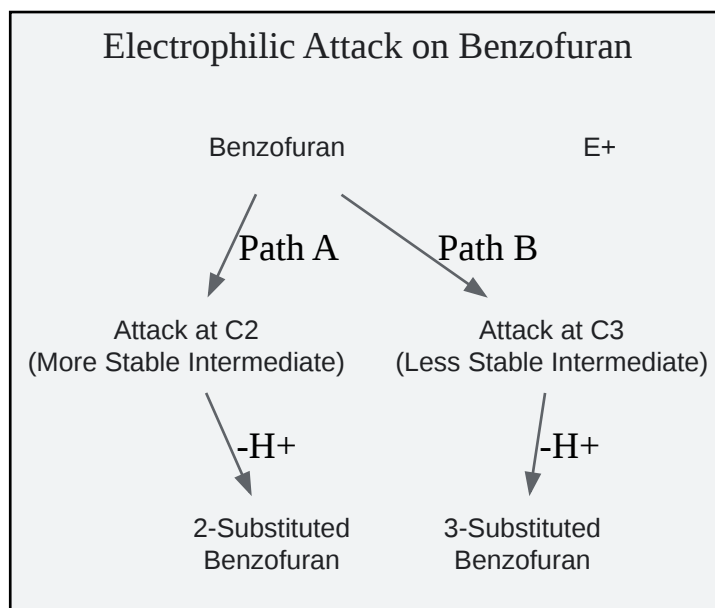 Electrophilic Attack on Benzofuran
Benzofuran
E+
Path A
Path B
Attack at C2
(More Stable Intermediate)
Attack at C3
(Less Stable Intermediate)
-H+
-H+
2-Substituted
Benzofuran
3-Substituted
Benzofuran